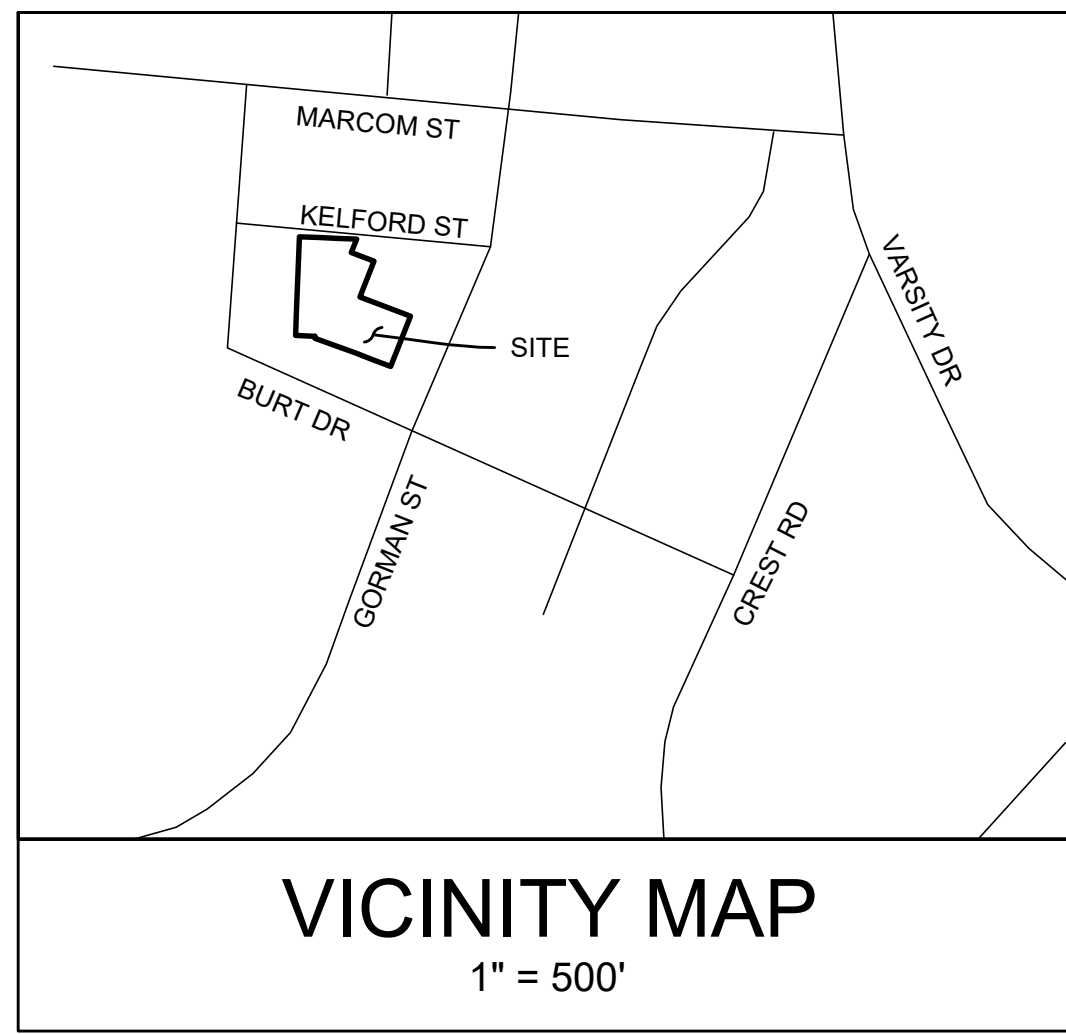 MARCOM ST
KELFORD ST
VARSITY DR
SITE
BURT DR
GORMAN ST
CREST RD
VICINITY MAP
1" = 500'